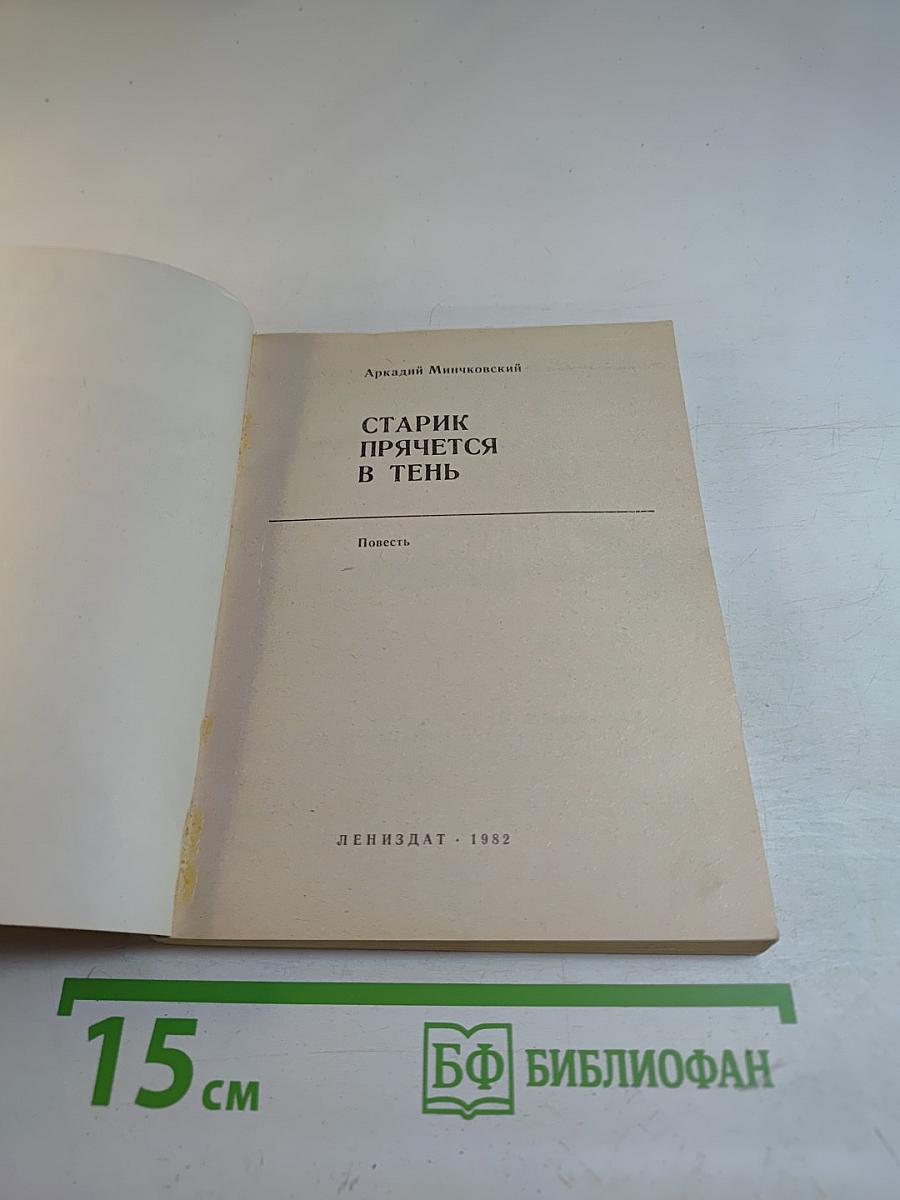 Аркадий Минчковский
СТАРИК
ПРЯЧЕТСЯ
В ТЕНЬ
Повесть
ЛЕНИЗДАТ · 1982
15 см
БФ БИБЛИОФАН